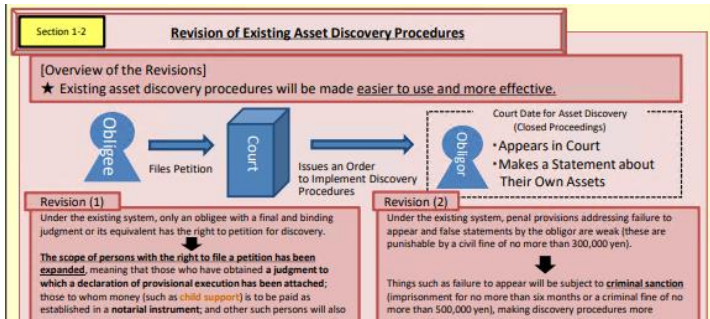 Section 1-2
Revision of Existing Asset Discovery Procedures
[Overview of the Revisions]
★ Existing asset discovery procedures will be made easier to use and more effective.
Obligee
Files Petition
Court
Issues an Order
to Implement Discovery
Procedures
Obligor
Court Date for Asset Discovery
(Closed Proceedings)
・Appears in Court
・Makes a Statement about
Their Own Assets
Revision (1)
Under the existing system, only an obligee with a final and binding
judgment or its equivalent has the right to petition for discovery.
The scope of persons with the right to file a petition has been
expanded, meaning that those who have obtained a judgment to
which a declaration of provisional execution has been attached;
those to whom money (such as child support) is to be paid as
established in a notarial instrument; and other such persons will also
Revision (2)
Under the existing system, penal provisions addressing failure to
appear and false statements by the obligor are weak (these are
punishable by a civil fine of no more than 300,000 yen).
Things such as failure to appear will be subject to criminal sanction
(imprisonment for no more than six months or a criminal fine of no
more than 500,000 yen), making discovery procedures more